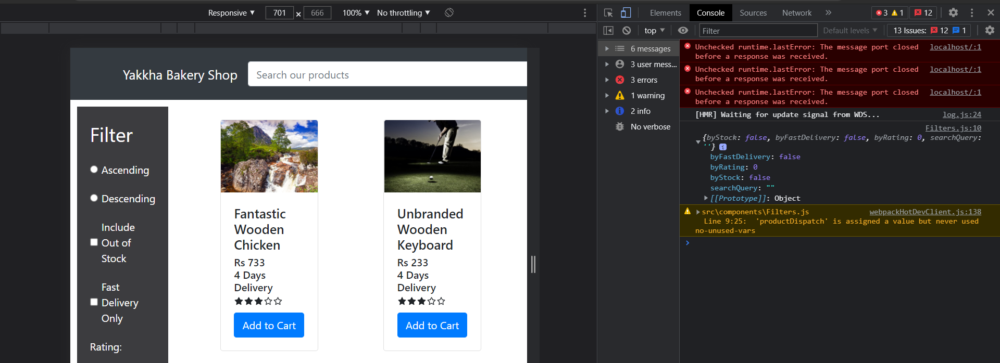 Responsive ▼ 701 × 666 100% ▼ No throttling ▼
Elements Console Sources Network » 3 1 12
top ▼ Filter Default levels ▼ 13 Issues: 12 1
Yakkha Bakery Shop Search our products
Filter
Ascending
Descending
Include
Out of
Stock
Fast
Delivery
Only
Rating:
Fantastic
Wooden
Chicken
Rs 733
4 Days
Delivery
Add to Cart
Unbranded
Wooden
Keyboard
Rs 233
4 Days
Delivery
Add to Cart
6 messages
3 user mess...
3 errors
1 warning
2 info
No verbose
Unchecked runtime.lastError: The message port closed localhost/:1
before a response was received.
Unchecked runtime.lastError: The message port closed localhost/:1
before a response was received.
Unchecked runtime.lastError: The message port closed localhost/:1
before a response was received.
[HMR] Waiting for update signal from WDS... log.js:24
Filters.js:10
{byStock: false, byFastDelivery: false, byRating: 0, searchQuery:
''} i
byFastDelivery: false
byRating: 0
byStock: false
searchQuery: ""
[[Prototype]]: Object
src\components\Filters.js webpackHotDevClient.js:138
Line 9:25: 'productDispatch' is assigned a value but never used
no-unused-vars